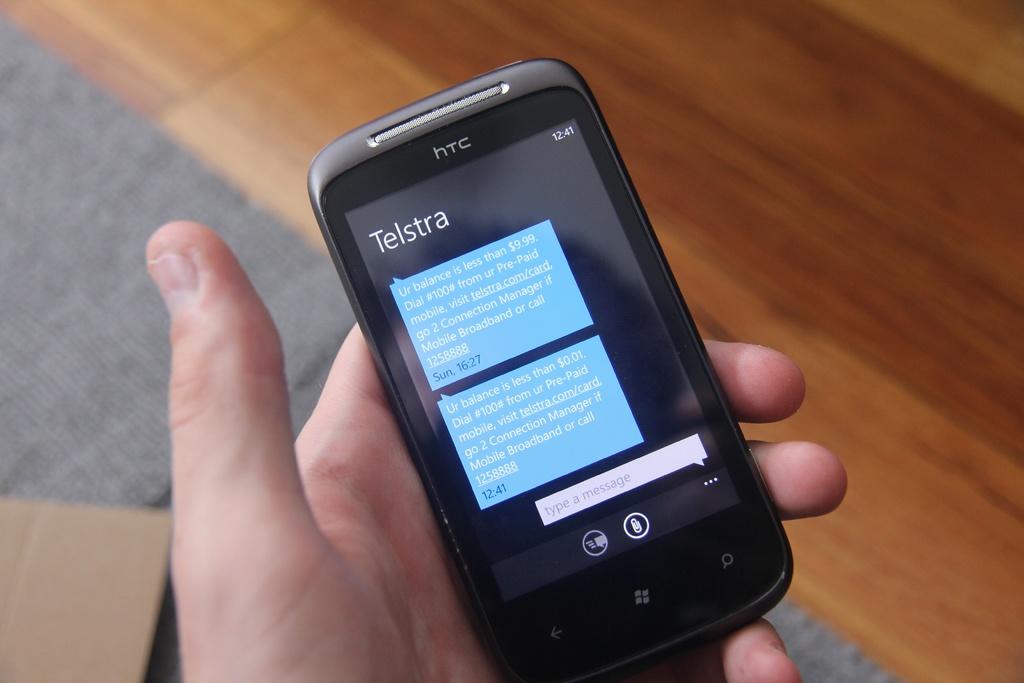 hTC
12:41
Telstra
Ur balance is less than $9.99.
Dial #100# from ur Pre-Paid
mobile, visit telstra.com/card,
go 2 Connection Manager if
Mobile Broadband or call
1258888
Sun, 16:27
Ur balance is less than $0.01.
Dial #100# from ur Pre-Paid
mobile, visit telstra.com/card,
go 2 Connection Manager if
Mobile Broadband or call
1258888
12:41
type a message